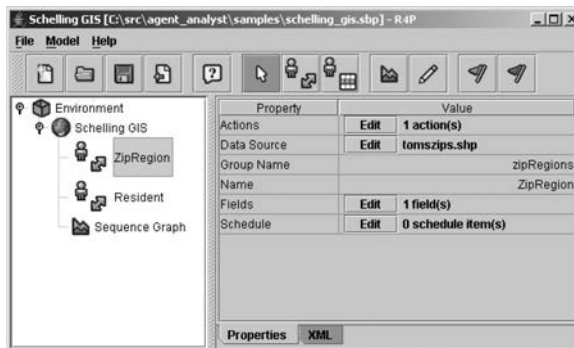 Schelling GIS [C:\src\agent_analyst\samples\schelling_gis.sbp] - R4P
File Model Help
Environment
Schelling GIS
ZipRegion
Resident
Sequence Graph
Property Value
Actions Edit 1 action(s)
Data Source Edit tomszips.shp
Group Name zipRegions
Name ZipRegion
Fields Edit 1 field(s)
Schedule Edit 0 schedule item(s)
Properties XML